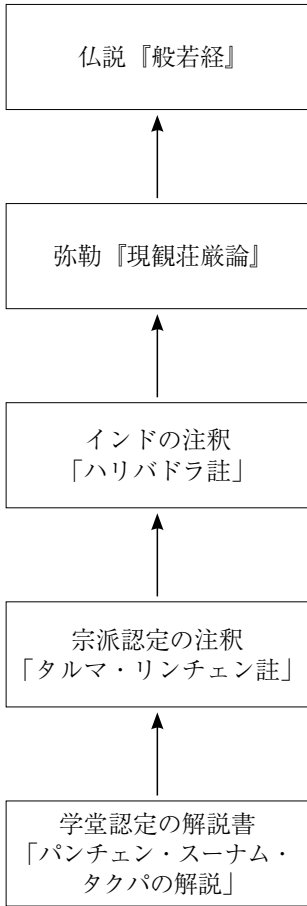 仏説『般若経』
弥勒『現観荘厳論』
インドの注釈
「ハリバドラ註」
宗派認定の注釈
「タルマ・リンチェン註」
学堂認定の解説書
「パンチェン・スーナム・
タクパの解説」